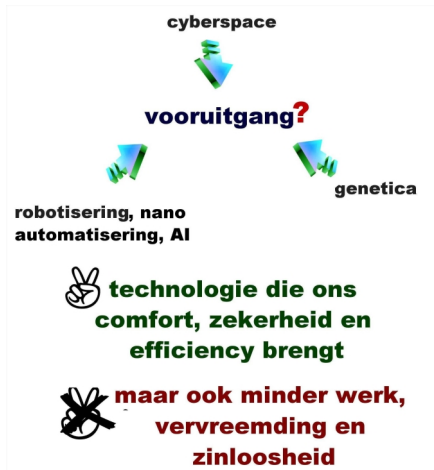 cyberspace
vooruitgang?
genetica
robotisering, nano
automatisering, AI
technologie die ons
comfort, zekerheid en
efficiency brengt
maar ook minder werk,
vervreemding en
zinloosheid